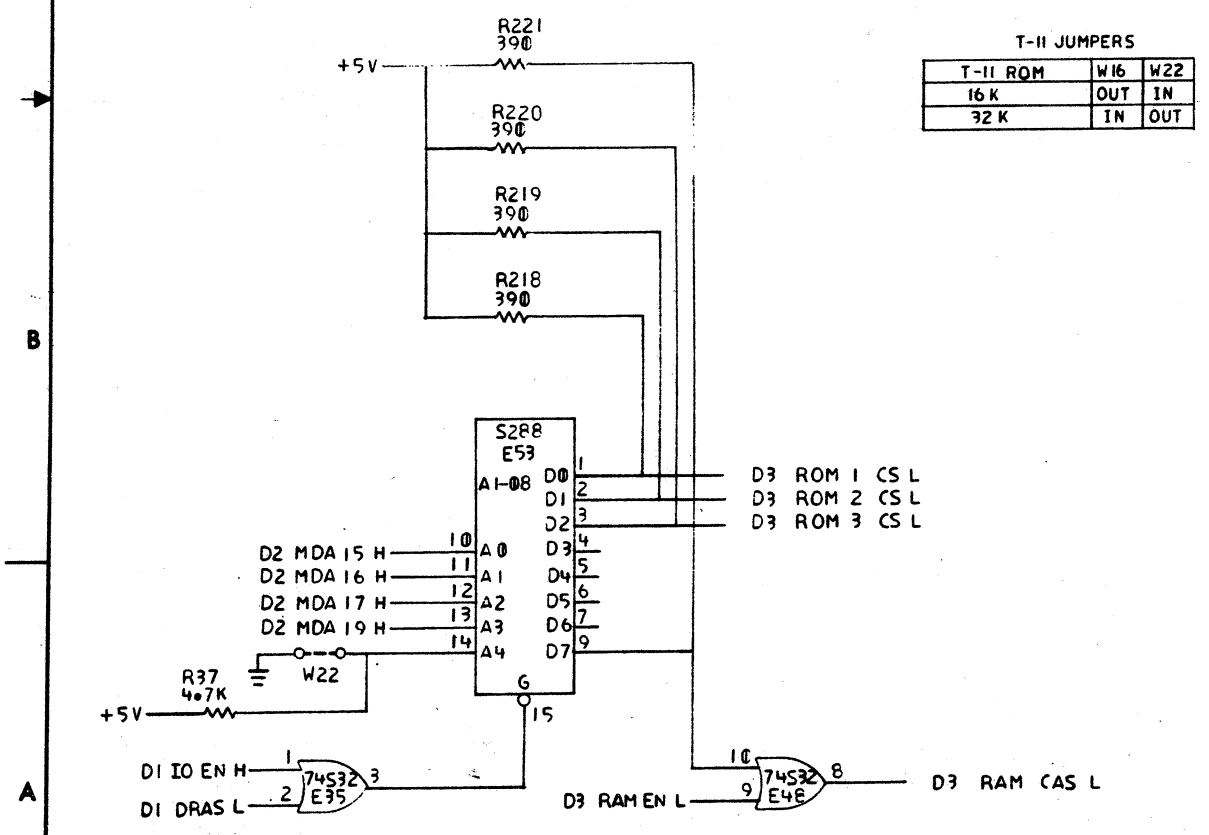 R221
390
+5V
T-11 JUMPERS
T-11 ROM W16 W22
16K OUT IN
32K IN OUT
R220
390
R219
390
R218
390
B
S288
E53
A1-08
D0 1 D3 ROM 1 CS L
D1 2 D3 ROM 2 CS L
D2 3 D3 ROM 3 CS L
D2 MDA 15 H 10 A0 D3 4
D2 MDA 16 H 11 A1 D4 5
D2 MDA 17 H 12 A2 D5 6
D2 MDA 19 H 13 A3 D6 7
14 A4 D7 9
W22
R37
4.7K
+5V
G
15
D1 IO EN H 1
74S32 3
E35
D1 DRAS L 2
10
74S32 8
E48
D3 RAM EN L 9
D3 RAM CAS L
A